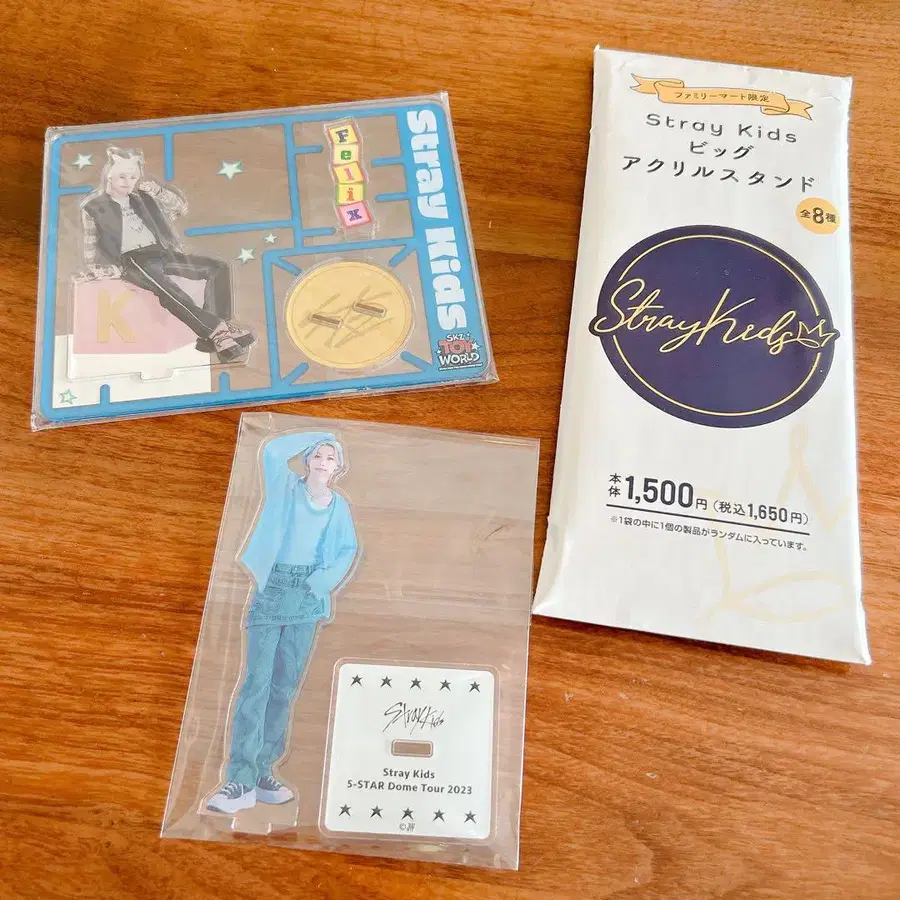 Stray Kids
Felix
K
SKZ
TOY
WORLD
ファミリーマート限定
Stray Kids
ビッグ
アクリルスタンド
全8種
Stray Kids
本体1,500円(税込1,650円)
※1袋の中に1個の製品がランダムに入っています。
Stray Kids
Stray Kids
5-STAR Dome Tour 2023
©JYP